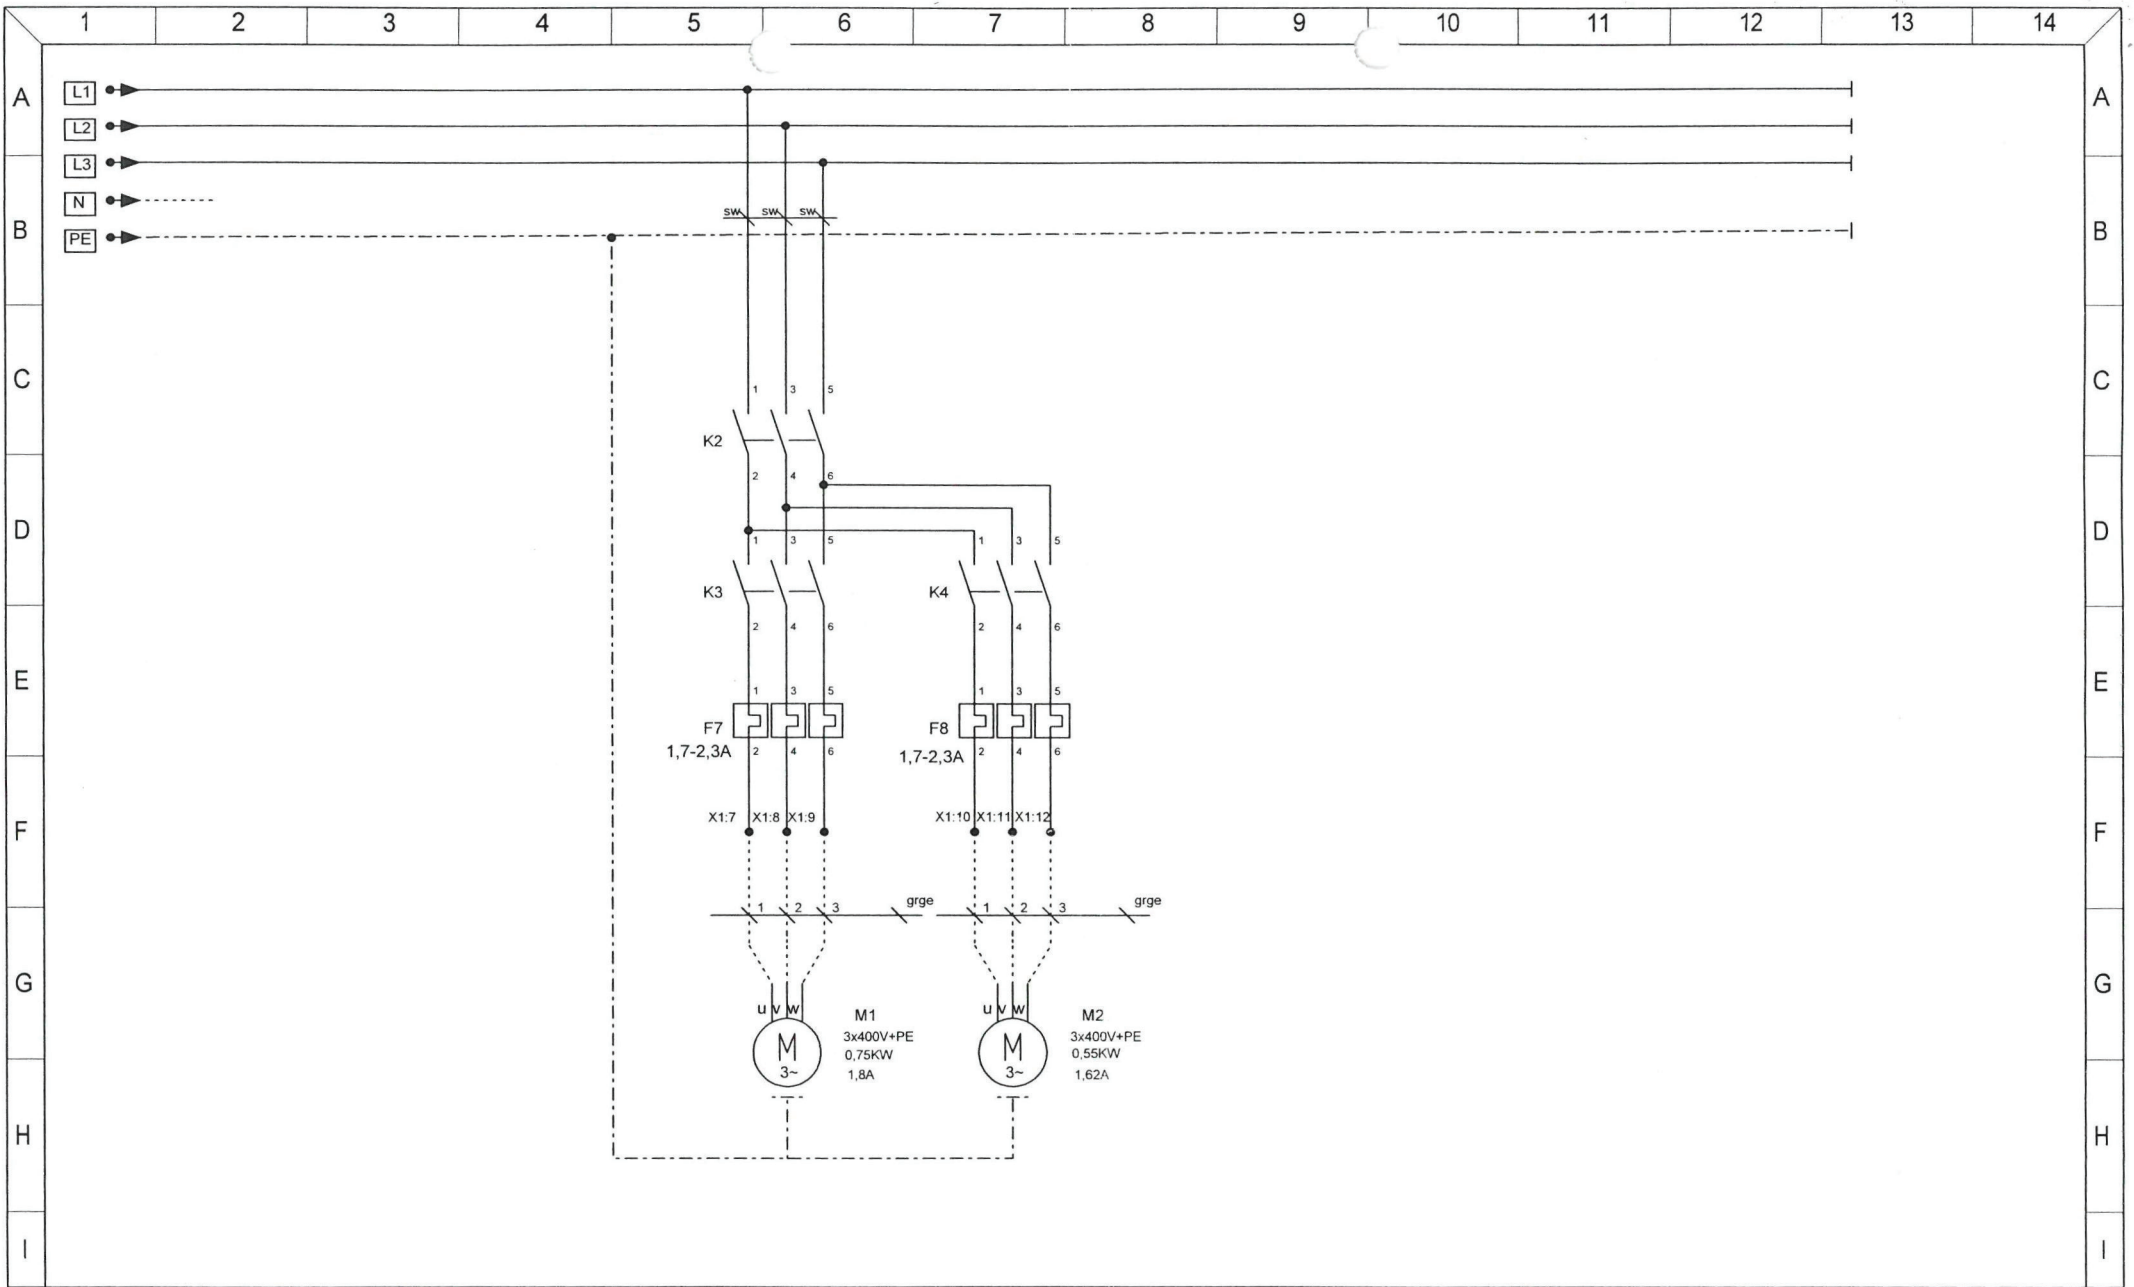 1 2 3 4 5 6 7 8 9 10 11 12 13 14
A L1 A
L2
L3
N
sw sw sw
B PE B
1 3 5
C C
K2
2 4 6
D D
1 3 5 1 3 5
K3 K4
2 4 6 2 4 6
E E
1 3 5 1 3 5
F7 F8
1,7-2,3A 2 4 6 1,7-2,3A 2 4 6
X1:7 X1:8 X1:9 X1:10 X1:11 X1:12
F F
1 2 3 grge 1 2 3 grge
G G
u v w M1 u v w M2
3x400V+PE 3x400V+PE
M 0,75KW M 0,55KW
3~ 1,8A 3~ 1,62A
H H
I I